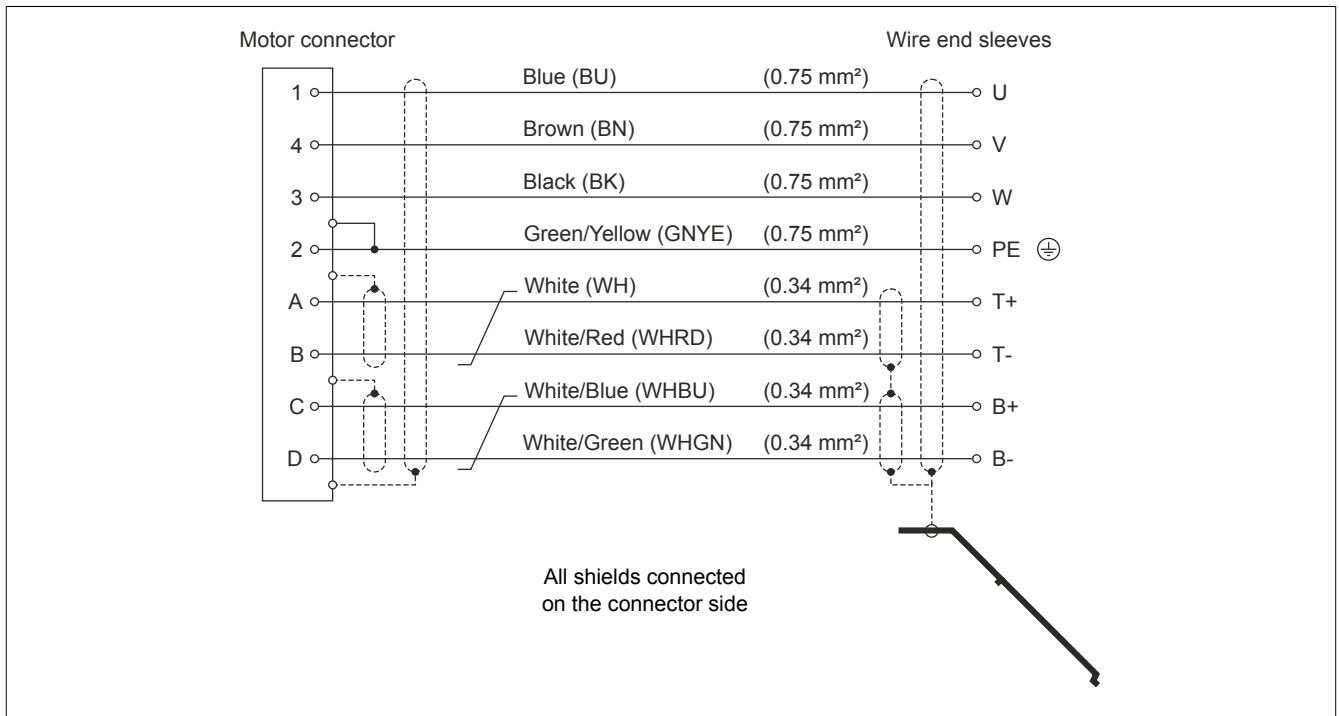 Motor connector Wire end sleeves
1 Blue (BU) (0.75 mm²) U
4 Brown (BN) (0.75 mm²) V
3 Black (BK) (0.75 mm²) W
2 Green/Yellow (GNYE) (0.75 mm²) PE
A White (WH) (0.34 mm²) T+
B White/Red (WHRD) (0.34 mm²) T-
C White/Blue (WHBU) (0.34 mm²) B+
D White/Green (WHGN) (0.34 mm²) B-
All shields connected
on the connector side